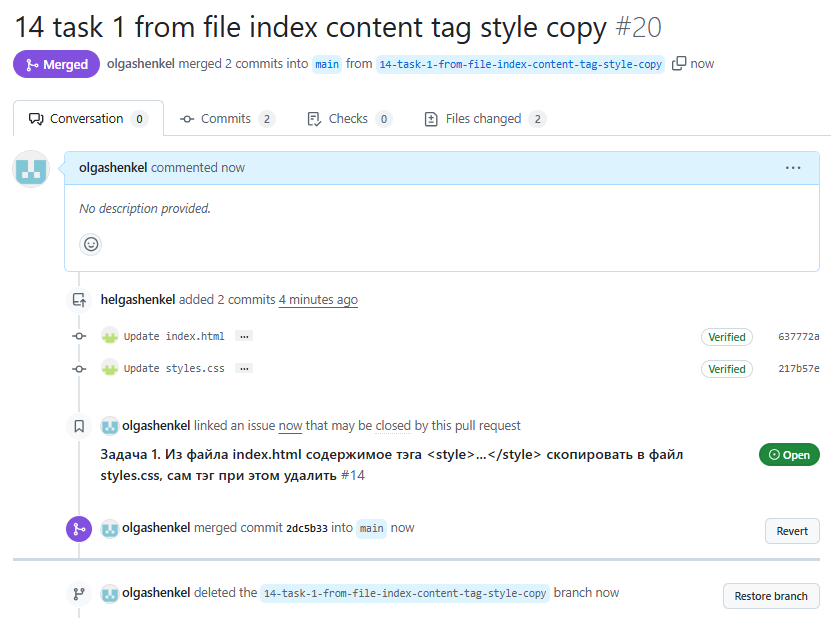 14 task 1 from file index content tag style copy #20
Merged olgashenkel merged 2 commits into main from 14-task-1-from-file-index-content-tag-style-copy now
Conversation 0 Commits 2 Checks 0 Files changed 2
olgashenkel commented now ...
No description provided.
helgashenkel added 2 commits 4 minutes ago
Update index.html ... Verified 637772a
Update styles.css ... Verified 217b57e
olgashenkel linked an issue now that may be closed by this pull request
Задача 1. Из файла index.html содержимое тэга <style>...</style> скопировать в файл Open
styles.css, сам тэг при этом удалить #14
olgashenkel merged commit 2dc5b33 into main now Revert
olgashenkel deleted the 14-task-1-from-file-index-content-tag-style-copy branch now Restore branch